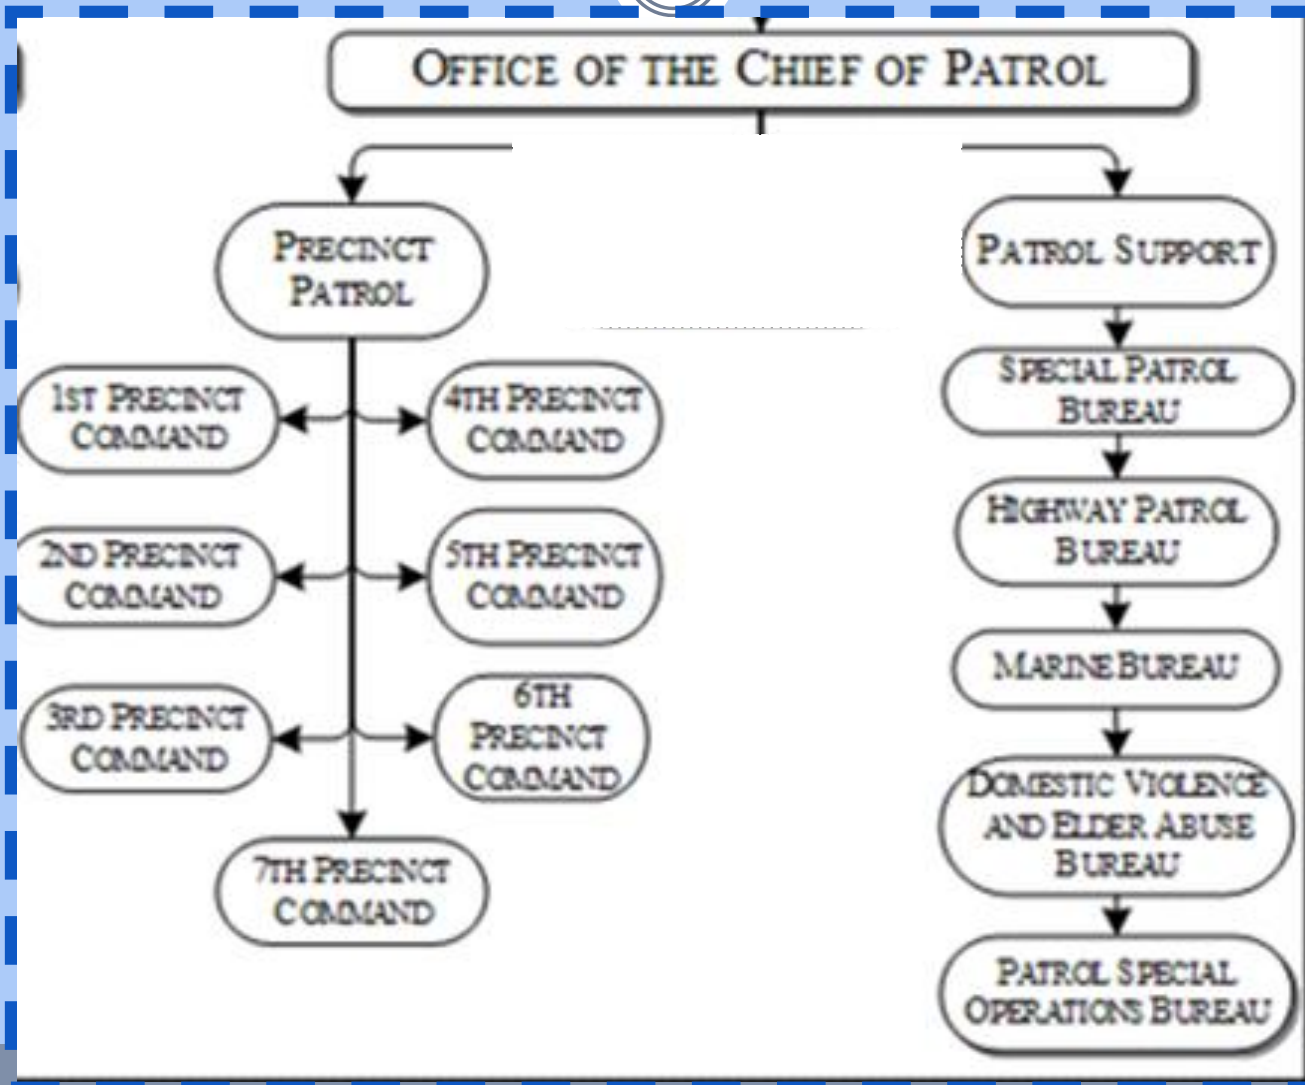 OFFICE OF THE CHIEF OF PATROL
PRECINCT
PATROL
PATROL SUPPORT
1ST PRECINCT
COMMAND
4TH PRECINCT
COMMAND
SPECIAL PATROL
BUREAU
2ND PRECINCT
COMMAND
5TH PRECINCT
COMMAND
HIGHWAY PATROL
BUREAU
3RD PRECINCT
COMMAND
6TH
PRECINCT
COMMAND
MARINE BUREAU
7TH PRECINCT
COMMAND
DOMESTIC VIOLENCE
AND ELDER ABUSE
BUREAU
PATROL SPECIAL
OPERATIONS BUREAU